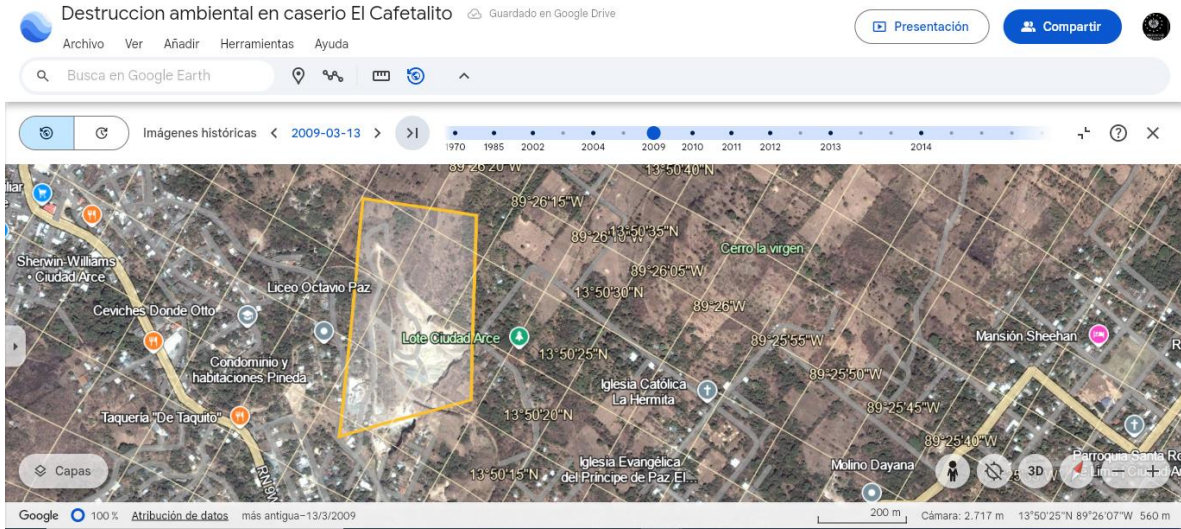 Destruccion ambiental en caserio El Cafetalito
Guardado en Google Drive
Archivo Ver Añadir Herramientas Ayuda
Presentación
Compartir
Busca en Google Earth
Imágenes históricas
2009-03-13
1970 1985 2002 2004 2009 2010 2011 2012 2013 2014
89°26'20"W
13°50'40"N
89°26'15"W
13°50'35"N
89°26'10"W
Cerro la virgen
Sherwin-Williams
Ciudad Arce
89°26'05"W
Liceo Octavio Paz
13°50'30"N
89°26'W
Ceviches Donde Otto
Lote Ciudad Arce
89°25'55"W
Mansión Sheehan
13°50'25"N
Condominio y
habitaciones Pineda
89°25'50"W
Iglesia Católica
La Hermita
Taquería "De Taquito"
13°50'20"N
89°25'45"W
89°25'40"W
Iglesia Evangélica
del Principe de Paz El...
Molino Dayana
13°50'15"N
RN9W
Capas
3D
Google
100 %
Atribución de datos
más antigua–13/3/2009
200 m
Cámara: 2.717 m
13°50'25"N 89°26'07"W
560 m